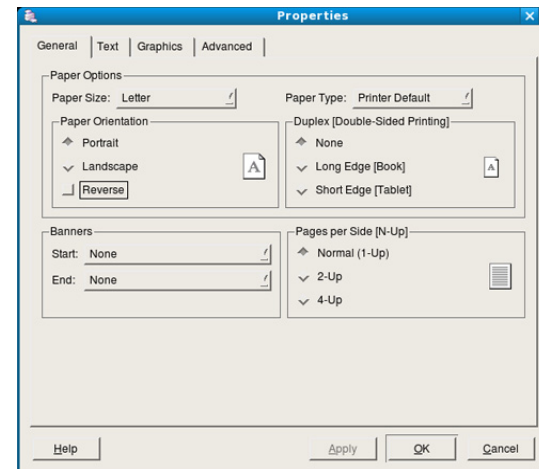 Properties
General Text Graphics Advanced
Paper Options
Paper Size: Letter
Paper Type: Printer Default
Paper Orientation
Portrait
Landscape
Reverse
A
Duplex [Double-Sided Printing]
None
Long Edge [Book]
Short Edge [Tablet]
A
Banners
Start: None
End: None
Pages per Side [N-Up]
Normal (1-Up)
2-Up
4-Up
Help Apply OK Cancel